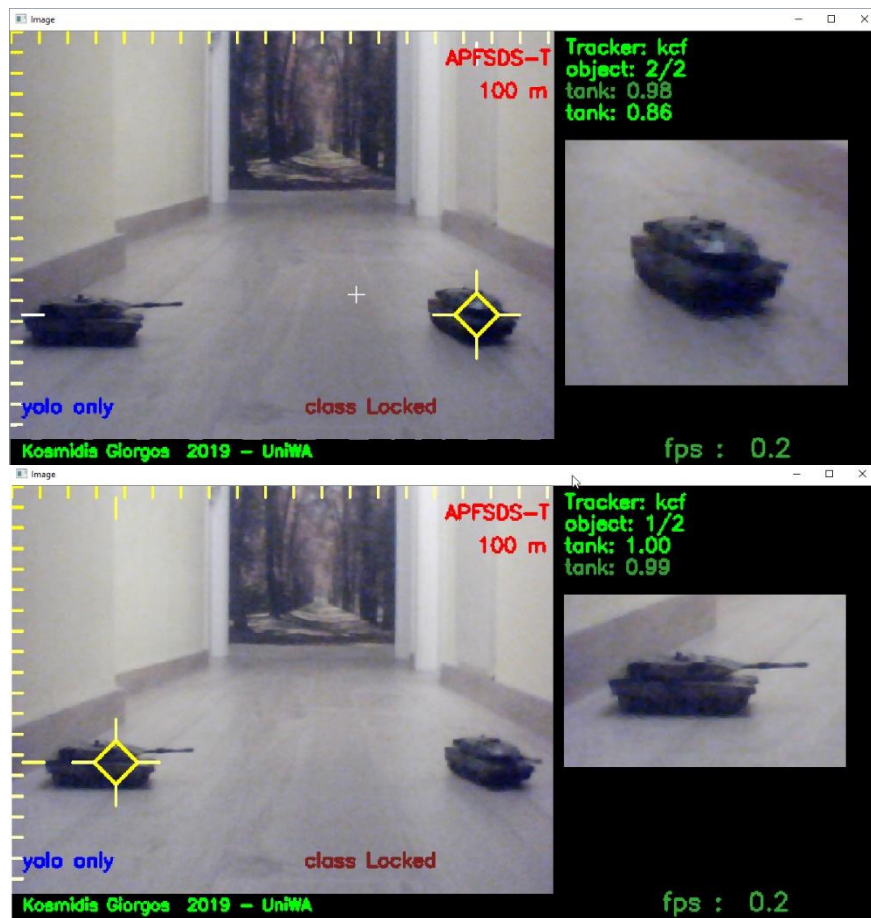 Image
APFSDS-T
100 m
Tracker: kcf
object: 2/2
tank: 0.98
tank: 0.86
yolo only
class Locked
Kosmidis Giorgos 2019 - UniWA
fps : 0.2
Image
APFSDS-T
100 m
Tracker: kcf
object: 1/2
tank: 1.00
tank: 0.99
yolo only
class Locked
Kosmidis Giorgos 2019 - UniWA
fps : 0.2